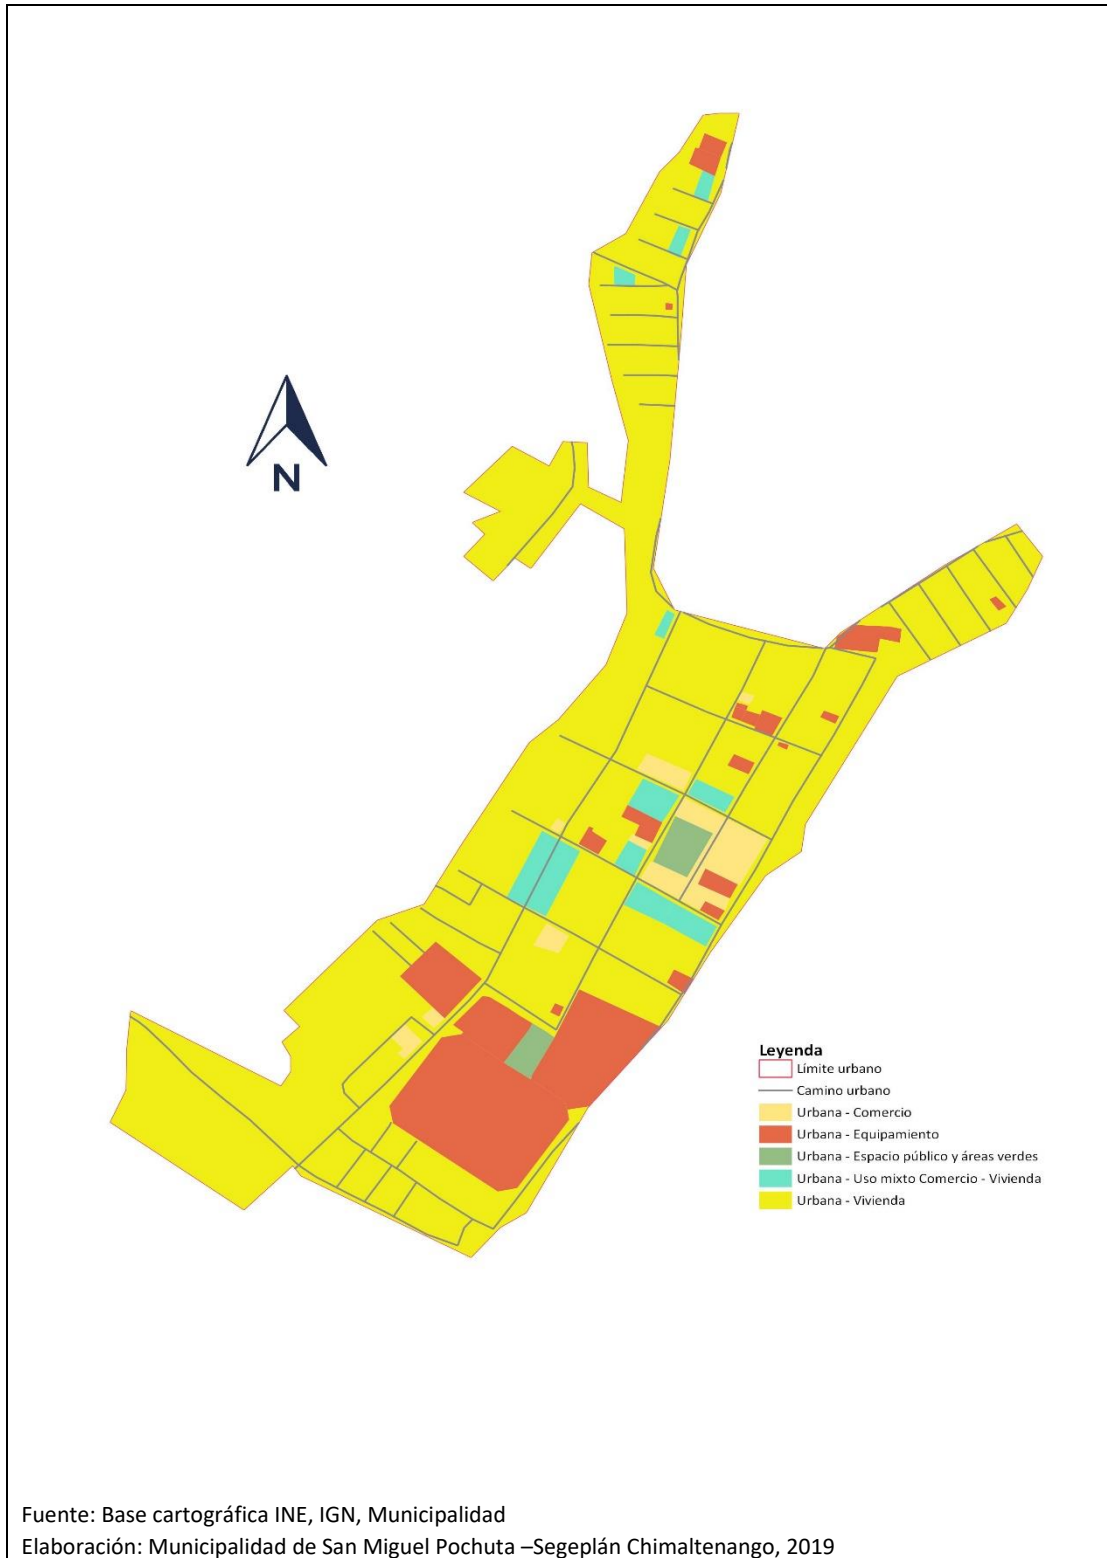 N
Leyenda
Límite urbano
Camino urbano
Urbana - Comercio
Urbana - Equipamiento
Urbana - Espacio público y áreas verdes
Urbana - Uso mixto Comercio - Vivienda
Urbana - Vivienda
Fuente: Base cartográfica INE, IGN, Municipalidad
Elaboración: Municipalidad de San Miguel Pochuta –Segeplán Chimaltenango, 2019